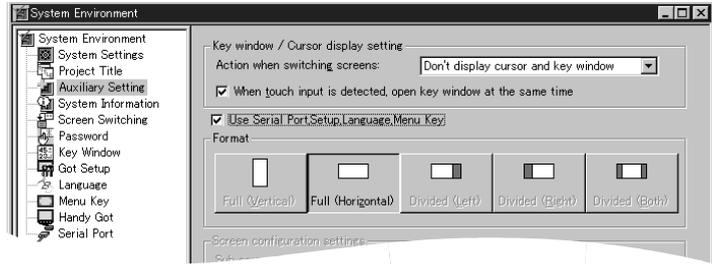 System Environment
System Environment
System Settings
Project Title
Auxiliary Setting
System Information
Screen Switching
Password
Key Window
Got Setup
Language
Menu Key
Handy Got
Serial Port
Key window / Cursor display setting
Action when switching screens: Don't display cursor and key window
When touch input is detected, open key window at the same time
Use Serial Port,Setup,Language,Menu Key
Format
Full (Vertical) Full (Horizontal) Divided (Left) Divided (Right) Divided (Both)
Screen configuration settings